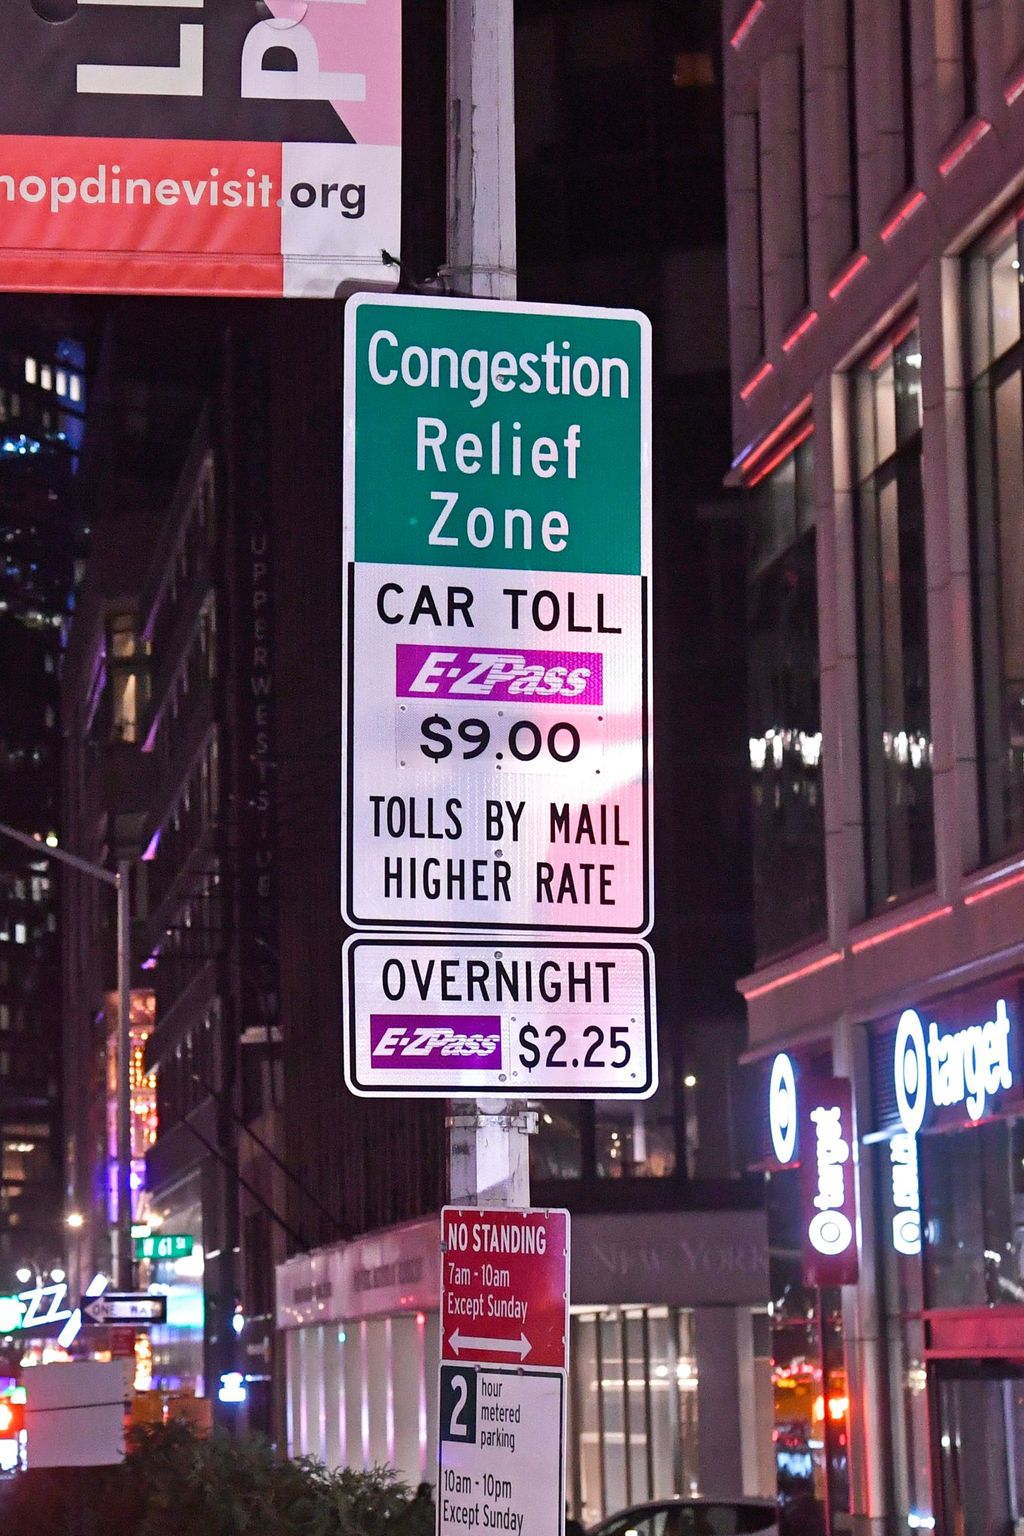 hopdinevisit.org
Congestion
Relief
Zone
CAR TOLL
E-ZPass
$9.00
TOLLS BY MAIL
HIGHER RATE
OVERNIGHT
E-ZPass $2.25
target
target
W 61 ST
ONE WAY
NEW YORK
NO STANDING
7am - 10am
Except Sunday
2 hour
metered
parking
10am - 10pm
Except Sunday